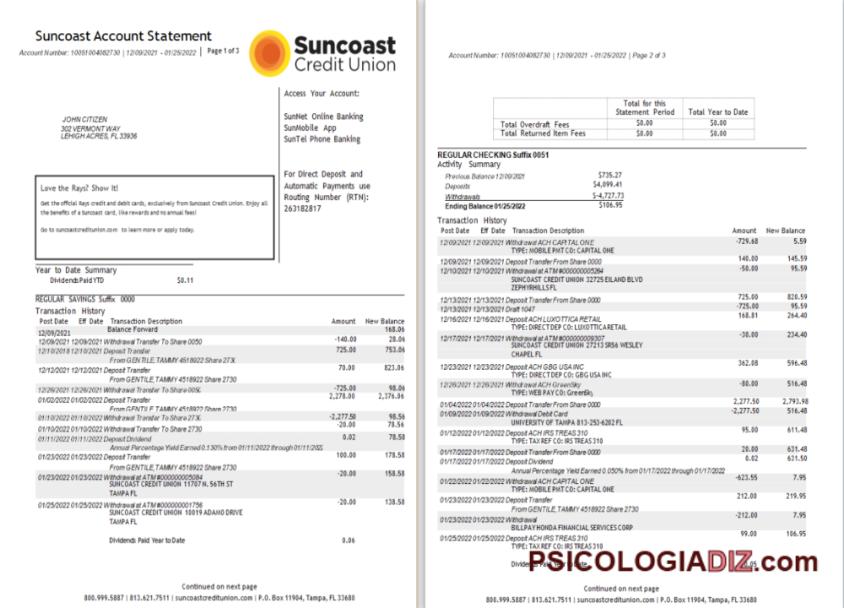 Suncoast Account Statement
Account Number: 10051004082730 | 12/09/2021 - 01/25/2022 | Page 1 of 3
Suncoast
Credit Union
JOHN CITIZEN
302 VERMONT WAY
LEHIGH ACRES, FL 33936
Access Your Account:
SunNet Online Banking
SunMobile App
SunTel Phone Banking
For Direct Deposit and
Automatic Payments use
Routing Number (RTN):
263182817
Love the Rays? Show It!
Get the official Rays credit and debit cards, exclusively from Suncoast Credit Union. Enjoy all
the benefits of a suncoast card, like rewards and no annual fees!
Go to suncoastcreditunion.com to learn more or apply today.
Year to Date Summary
Dividends Paid YTD $0.11
REGULAR SAVINGS Suffix 0000
Transaction History
Post Date Eff Date Transaction Description Amount New Balance
12/09/2021 Balance Forward 168.06
12/09/2021 12/09/2021 Withdrawal Transfer To Share 0050 -140.00 28.06
12/10/2018 12/10/2021 Deposit Transfer 725.00 753.06
From GENTILE, TAMMY 4518922 Share 2730
12/12/2021 12/12/2021 Deposit Transfer 70.00 823.06
From GENTILE, TAMMY 4518922 Share 2730
12/26/2021 12/26/2021 Withdrawal Transfer To Share -725.00 98.06
01/02/2022 01/02/2022 Deposit Transfer 2,278.00 2,376.06
From GENTILE, TAMMY 4518922 Share 2730
01/10/2022 01/10/2022 Withdrawal Transfer To Share -2,277.50 98.56
01/10/2022 01/10/2022 Withdrawal Transfer To Share 2730 -20.00 78.56
01/11/2022 01/11/2022 Deposit Dividend 0.02 78.58
Annual Percentage Yield Earned 0.130% from 01/11/2022 through 01/11/2022
01/23/2022 01/23/2022 Deposit Transfer 100.00 178.58
From GENTILE, TAMMY 4518922 Share 2730
01/23/2022 01/23/2022 Withdrawal at ATM #000000005084 -20.00 158.58
SUNCOAST CREDIT UNION 11707 N. 56TH ST
TAMPA FL
01/25/2022 01/25/2022 Withdrawal at ATM #000000001756 -20.00 138.58
SUNCOAST CREDIT UNION 10019 ADAMO DRIVE
TAMPA FL
Dividends Paid Year to Date 0.06
Continued on next page
800.999.5887 | 813.621.7511 | suncoastcreditunion.com | P.O. Box 11904, Tampa, FL 33680
Account Number: 10051004082730 | 12/09/2021 - 01/25/2022 | Page 2 of 3
Total for this
Statement Period Total Year to Date
Total Overdraft Fees $0.00 $0.00
Total Returned Item Fees $0.00 $0.00
REGULAR CHECKING Suffix 0051
Activity Summary
Previous Balance 12/09/2021 $735.27
Deposits $4,099.41
Withdrawals $-4,727.73
Ending Balance 01/25/2022 $106.95
Transaction History
Post Date Eff Date Transaction Description Amount New Balance
12/09/2021 12/09/2021 Withdrawal ACH CAPITAL ONE -729.68 5.59
TYPE: MOBILE PMT CO: CAPITAL ONE
12/09/2021 12/09/2021 Deposit Transfer From Share 0000 140.00 145.59
12/10/2021 12/10/2021 Withdrawal at ATM #000000005264 -50.00 95.59
SUNCOAST CREDIT UNION 32725 EILAND BLVD
ZEPHYRHILLS FL
12/13/2021 12/13/2021 Deposit Transfer From Share 0000 725.00 820.59
12/13/2021 12/13/2021 Draft 1047 -725.00 95.59
12/16/2021 12/16/2021 Deposit ACH LUXOTTICA RETAIL 168.81 264.40
TYPE: DIRECT DEP CO: LUXOTTICA RETAIL
12/17/2021 12/17/2021 Withdrawal at ATM #000000009307 -30.00 234.40
SUNCOAST CREDIT UNION 27213 SR56 WESLEY
CHAPEL FL
12/23/2021 12/23/2021 Deposit ACH GBG USA INC 362.08 596.48
TYPE: DIRECT DEP CO: GBG USA INC
12/26/2021 12/26/2021 Withdrawal ACH GreenSky -80.00 516.48
TYPE: WEB PAY CO: GreenSky
01/04/2022 01/04/2022 Deposit Transfer From Share 0000 2,277.50 2,793.98
01/09/2022 01/09/2022 Withdrawal Debit Card -2,277.50 516.48
UNIVERSITY OF TAMPA 813-253-6202 FL
01/12/2022 01/12/2022 Deposit ACH IRS TREAS 310 95.00 611.48
TYPE: TAX REF CO: IRS TREAS 310
01/17/2022 01/17/2022 Deposit Transfer From Share 0000 20.00 631.48
01/17/2022 01/17/2022 Deposit Dividend 0.02 631.50
Annual Percentage Yield Earned 0.050% from 01/17/2022 through 01/17/2022
01/22/2022 01/22/2022 Withdrawal ACH CAPITAL ONE -623.55 7.95
TYPE: MOBILE PMT CO: CAPITAL ONE
01/23/2022 01/23/2022 Deposit Transfer 212.00 219.95
From GENTILE, TAMMY 4518922 Share 2730
01/23/2022 01/23/2022 Withdrawal -212.00 7.95
BILLPAY HONDA FINANCIAL SERVICES CORP
01/25/2022 01/25/2022 Deposit ACH IRS TREAS 310 99.00 106.95
TYPE: TAX REF CO: IRS TREAS 310
Dividends Paid Year to Date 0.05
PSICOLOGIADIZ.com
Continued on next page
800.999.5887 | 813.621.7511 | suncoastcreditunion.com | P.O. Box 11904, Tampa, FL 33680